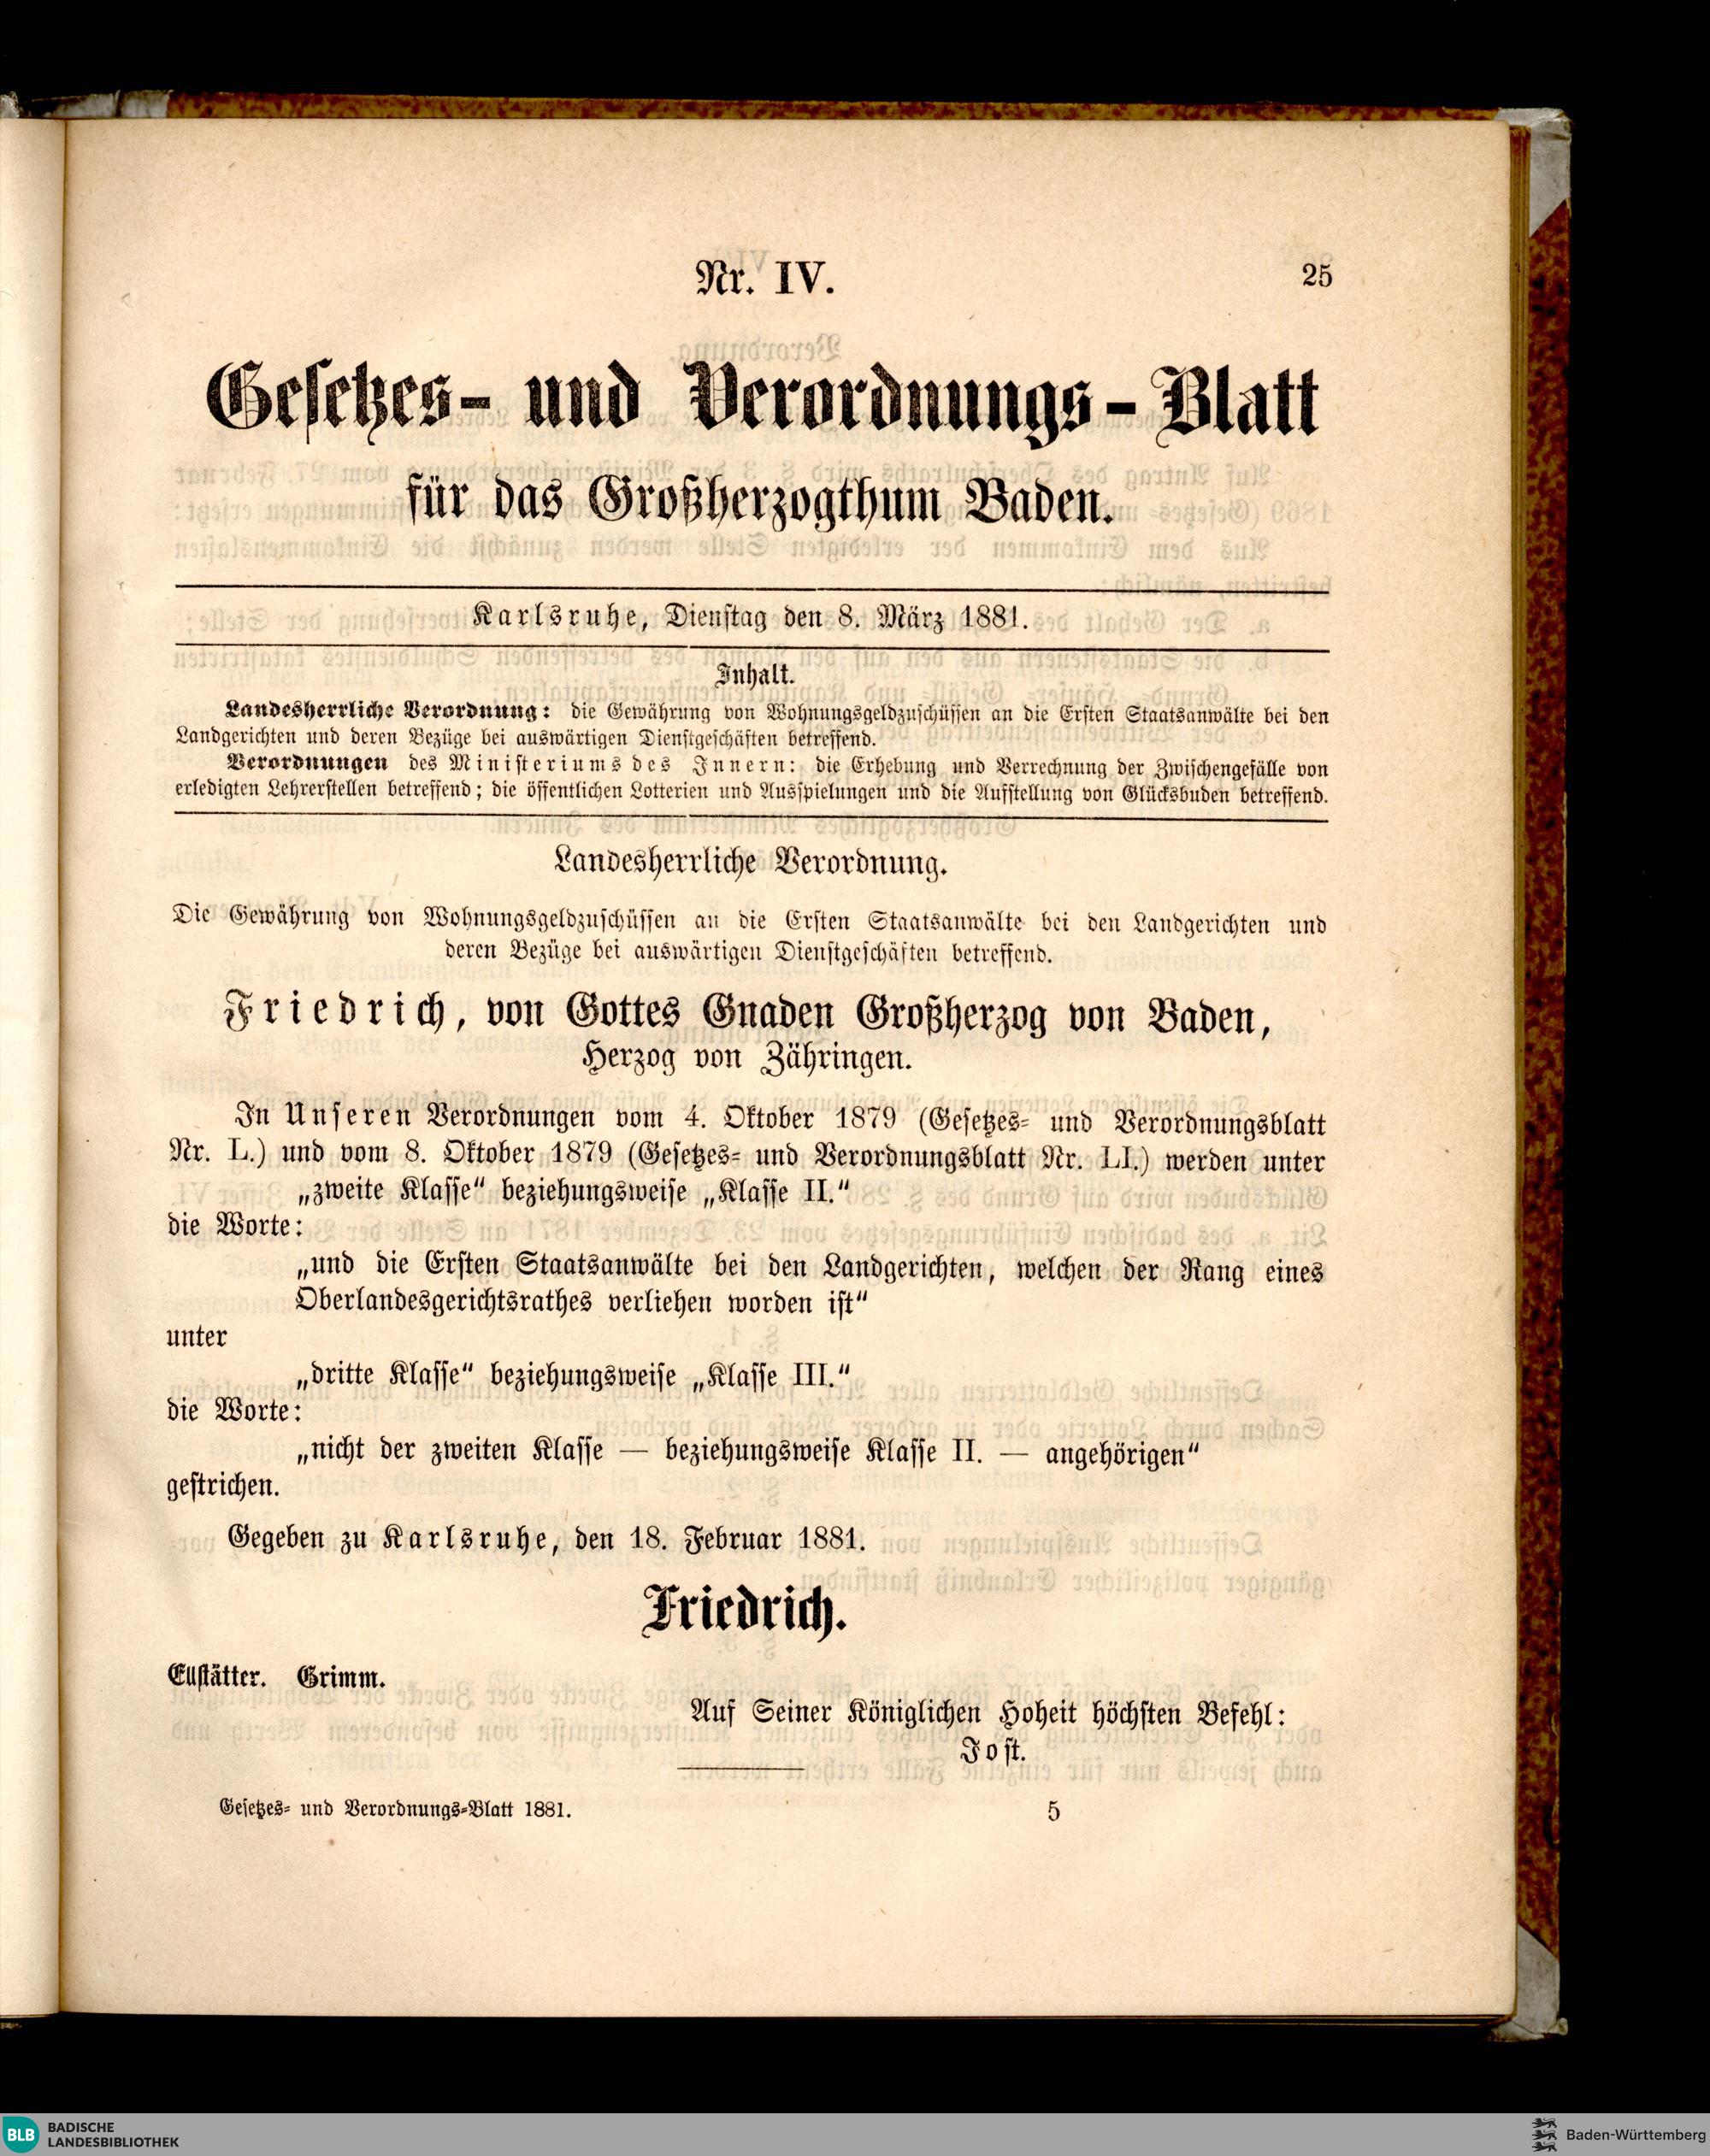 Nr. IV.
25
Gesetzes- und Verordnungs-Blatt
für das Großherzogthum Baden.
Karlsruhe, Dienstag den 8. März 1881.
Inhalt.
Landesherrliche Verordnung: die Gewährung von Wohnungsgeldzuschüssen an die Ersten Staatsanwälte bei den
Landgerichten und deren Bezüge bei auswärtigen Dienstgeschäften betreffend.
Verordnungen des Ministeriums des Innern: die Erhebung und Verrechnung der Zwischengefälle von
erledigten Lehrerstellen betreffend; die öffentlichen Lotterien und Ausspielungen und die Aufstellung von Glücksbuden betreffend.
Landesherrliche Verordnung.
Die Gewährung von Wohnungsgeldzuschüssen an die Ersten Staatsanwälte bei den Landgerichten und
deren Bezüge bei auswärtigen Dienstgeschäften betreffend.
Friedrich, von Gottes Gnaden Großherzog von Baden,
Herzog von Zähringen.
In Unseren Verordnungen vom 4. Oktober 1879 (Gesetzes- und Verordnungsblatt
Nr. L.) und vom 8. Oktober 1879 (Gesetzes- und Verordnungsblatt Nr. LI.) werden unter
„zweite Klasse“ beziehungsweise „Klasse II.“
die Worte:
„und die Ersten Staatsanwälte bei den Landgerichten, welchen der Rang eines
Oberlandesgerichtsrathes verliehen worden ist“
unter
„dritte Klasse“ beziehungsweise „Klasse III.“
die Worte:
„nicht der zweiten Klasse — beziehungsweise Klasse II. — angehörigen“
gestrichen.
Gegeben zu Karlsruhe, den 18. Februar 1881.
Friedrich.
Ellstätter. Grimm.
Auf Seiner Königlichen Hoheit höchsten Befehl:
Jost.
Gesetzes- und Verordnungs-Blatt 1881.
5
BLB BADISCHE
LANDESBIBLIOTHEK
Baden-Württemberg